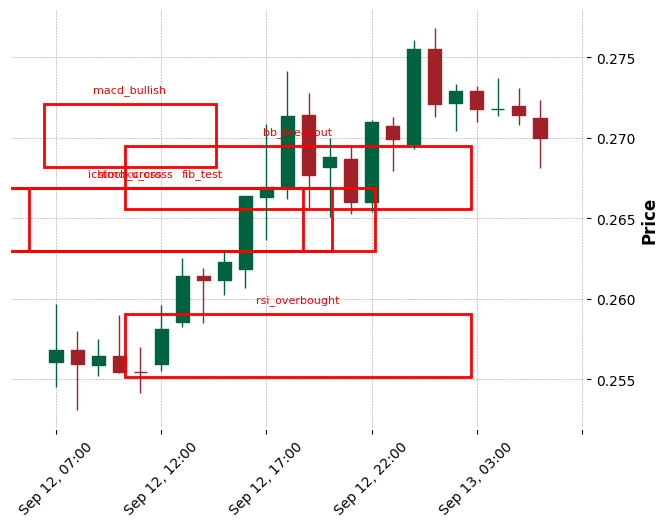 macd_bullish
bb_breakout
fib_test
rsi_overbought
0.275
0.270
0.265
0.260
0.255
Price
Sep 12, 07:00
Sep 12, 12:00
Sep 12, 17:00
Sep 12, 22:00
Sep 13, 03:00